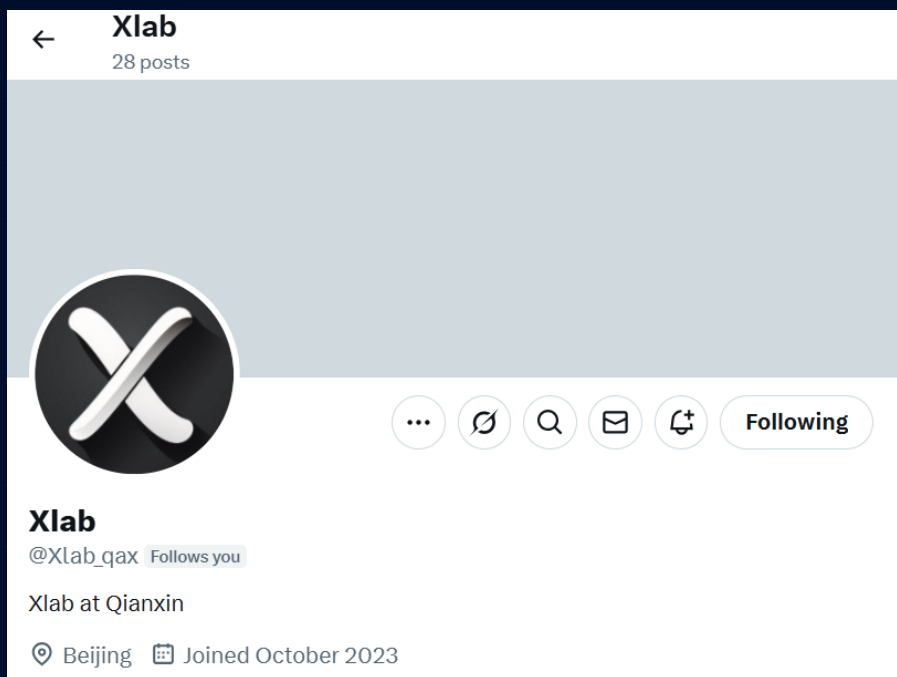 Xlab
28 posts
Following
Xlab
@Xlab_qax Follows you
Xlab at Qianxin
Beijing Joined October 2023